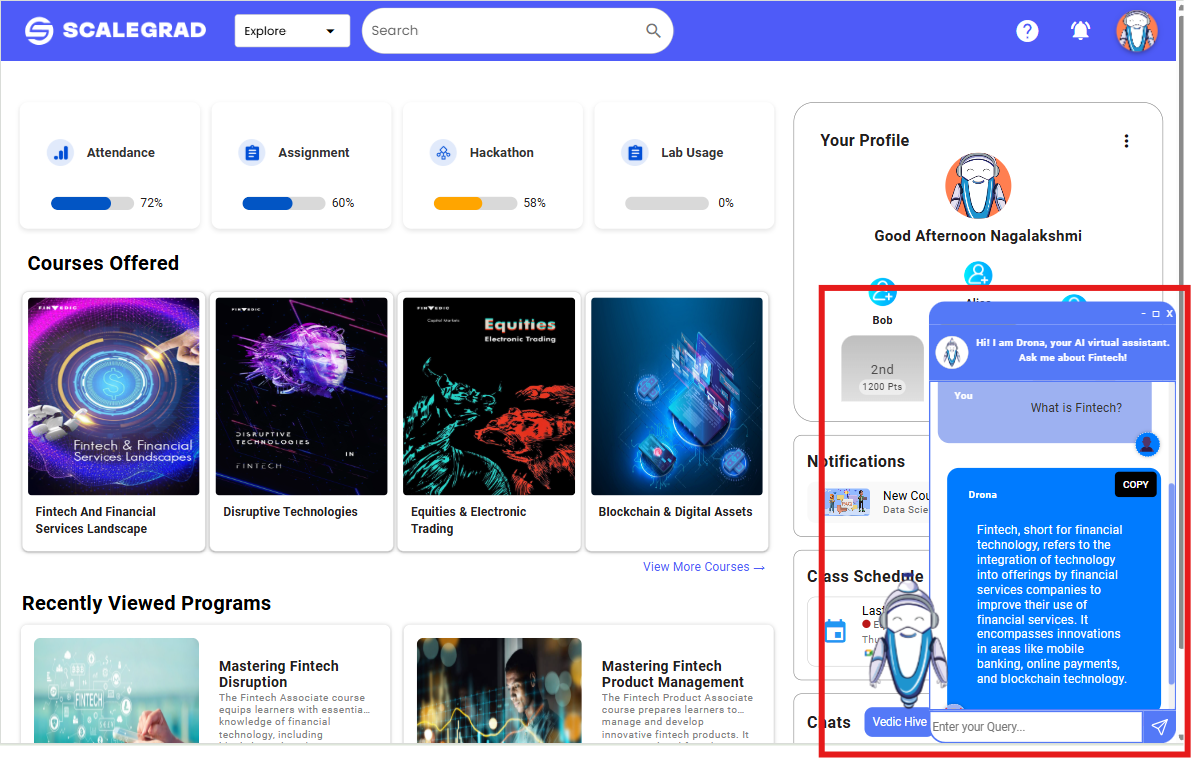 SCALEGRAD
Explore
Search
?
Attendance
72%
Assignment
60%
Hackathon
58%
Lab Usage
0%
Courses Offered
FINVEDIC
Fintech & Financial
Services Landscapes
Fintech And Financial
Services Landscape
FINVEDIC
DISRUPTIVE
TECHNOLOGIES
IN
FINTECH
Disruptive Technologies
FINVEDIC
Capital Markets
Equities
Electronic Trading
Equities & Electronic
Trading
Blockchain & Digital Assets
View More Courses →
Recently Viewed Programs
FINTECH
Mastering Fintech
Disruption
The Fintech Associate course
equips learners with essentia...
knowledge of financial
technology, including
Mastering Fintech
Product Management
The Fintech Product Associate
course prepares learners to...
manage and develop
innovative fintech products. It
Your Profile
Good Afternoon Nagalakshmi
Bob
2nd
1200 Pts
Notifications
New Cou
Data Scie
Class Schedule
Las
Thu
Chats
Vedic Hive
- X
Hi! I am Drona, your AI virtual assistant.
Ask me about Fintech!
You
What is Fintech?
COPY
Drona
Fintech, short for financial
technology, refers to the
integration of technology
into offerings by financial
services companies to
improve their use of
financial services. It
encompasses innovations
in areas like mobile
banking, online payments,
and blockchain technology.
Enter your Query...